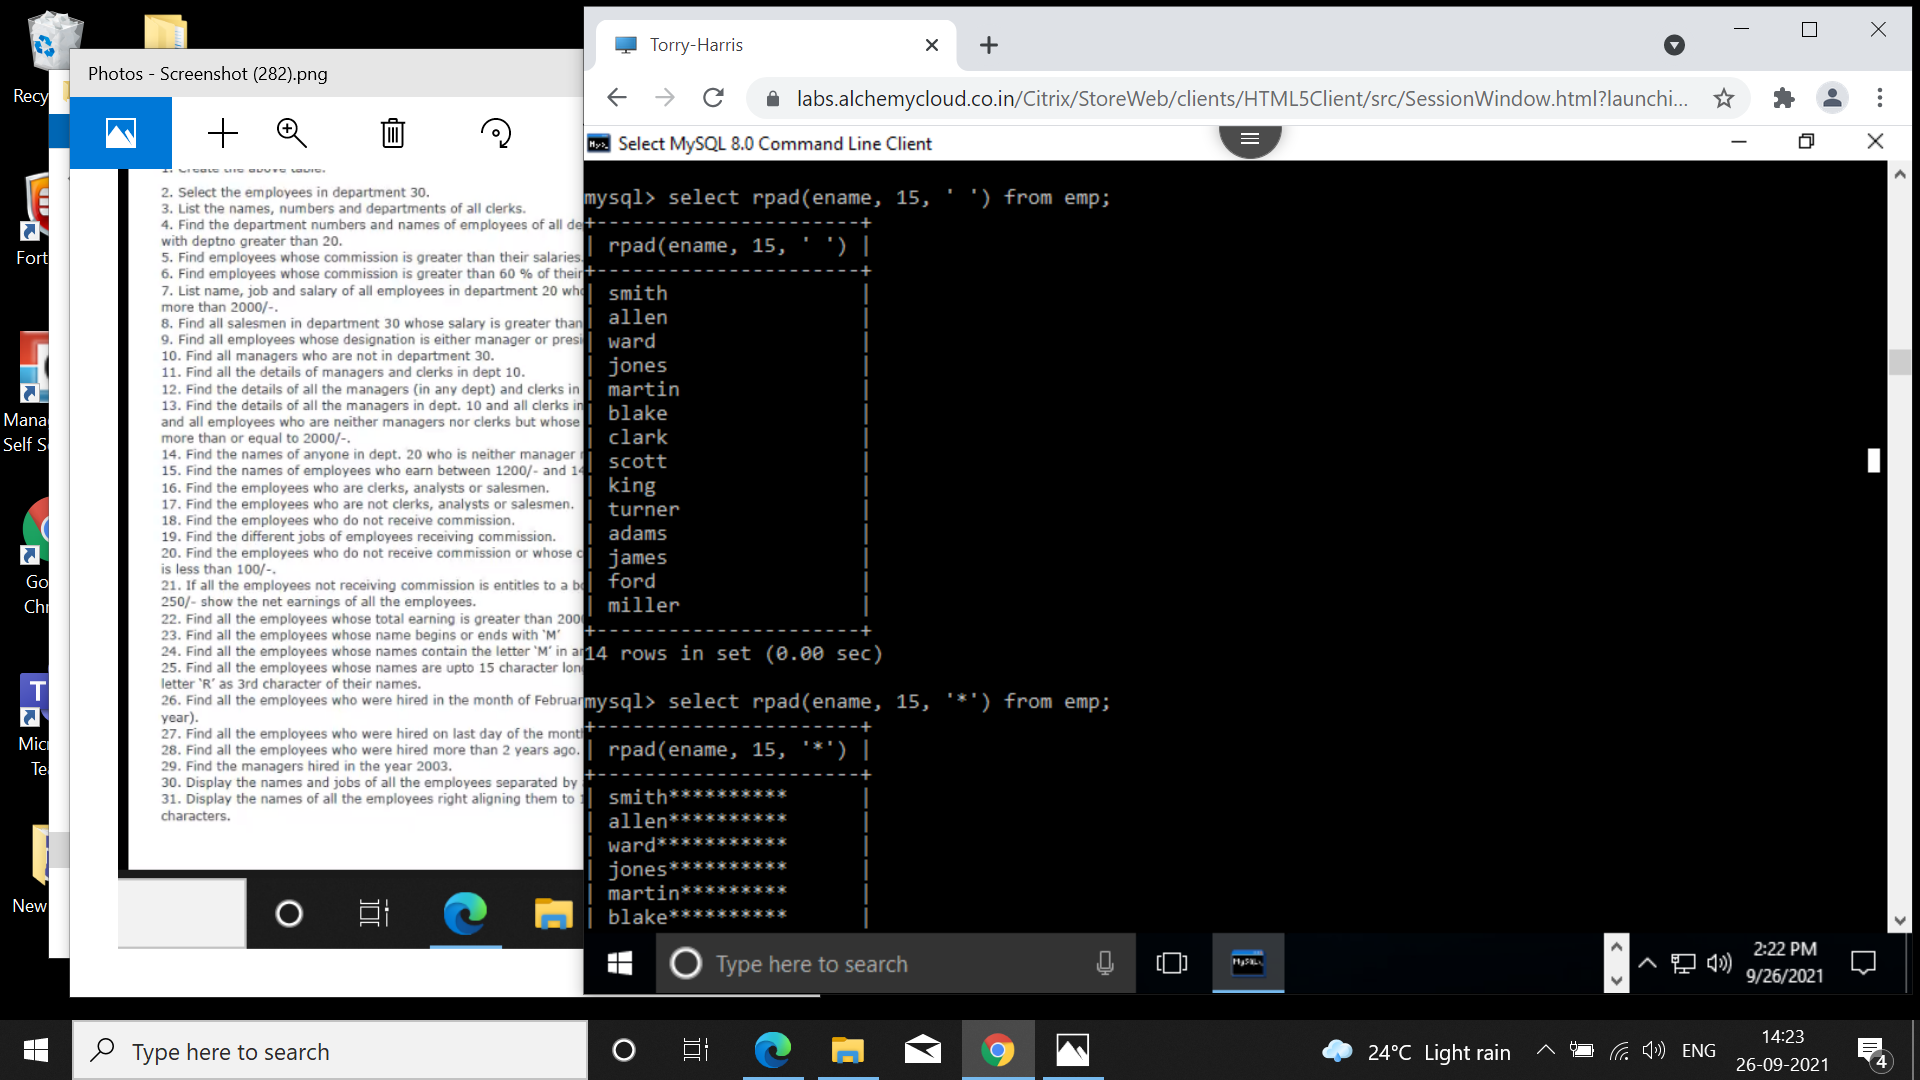 Recy
Fort
Mana
Self S
Go
Chr
Mic
Te
New
Photos - Screenshot (282).png
1. Create the above table.
2. Select the employees in department 30.
3. List the names, numbers and departments of all clerks.
4. Find the department numbers and names of employees of all de
with deptno greater than 20.
5. Find employees whose commission is greater than their salaries.
6. Find employees whose commission is greater than 60 % of their
7. List name, job and salary of all employees in department 20 who
more than 2000/-.
8. Find all salesmen in department 30 whose salary is greater than
9. Find all employees whose designation is either manager or presi
10. Find all managers who are not in department 30.
11. Find all the details of managers and clerks in dept 10.
12. Find the details of all the managers (in any dept) and clerks in
13. Find the details of all the managers in dept. 10 and all clerks in
and all employees who are neither managers nor clerks but whose
more than or equal to 2000/-.
14. Find the names of anyone in dept. 20 who is neither manager
15. Find the names of employees who earn between 1200/- and 14
16. Find the employees who are clerks, analysts or salesmen.
17. Find the employees who are not clerks, analysts or salesmen.
18. Find the employees who do not receive commission.
19. Find the different jobs of employees receiving commission.
20. Find the employees who do not receive commission or whose c
is less than 100/-.
21. If all the employees not receiving commission is entitles to a bo
250/- show the net earnings of all the employees.
22. Find all the employees whose total earning is greater than 200
23. Find all the employees whose name begins or ends with 'M'
24. Find all the employees whose names contain the letter 'M' in an
25. Find all the employees whose names are upto 15 character lon
letter 'R' as 3rd character of their names.
26. Find all the employees who were hired in the month of Februar
year).
27. Find all the employees who were hired on last day of the month
28. Find all the employees who were hired more than 2 years ago.
29. Find the managers hired in the year 2003.
30. Display the names and jobs of all the employees separated by
31. Display the names of all the employees right aligning them to 1
characters.
Torry-Harris
labs.alchemycloud.co.in/Citrix/StoreWeb/clients/HTML5Client/src/SessionWindow.html?launchi...
Select MySQL 8.0 Command Line Client
mysql> select rpad(ename, 15, ' ') from emp;
+----------------------+
| rpad(ename, 15, ' ') |
+----------------------+
| smith |
| allen |
| ward |
| jones |
| martin |
| blake |
| clark |
| scott |
| king |
| turner |
| adams |
| james |
| ford |
| miller |
+----------------------+
14 rows in set (0.00 sec)
mysql> select rpad(ename, 15, '*') from emp;
+----------------------+
| rpad(ename, 15, '*') |
+----------------------+
| smith********** |
| allen********** |
| ward*********** |
| jones********** |
| martin********* |
| blake********** |
Type here to search
2:22 PM
9/26/2021
Type here to search
24°C Light rain
ENG
14:23
26-09-2021
4